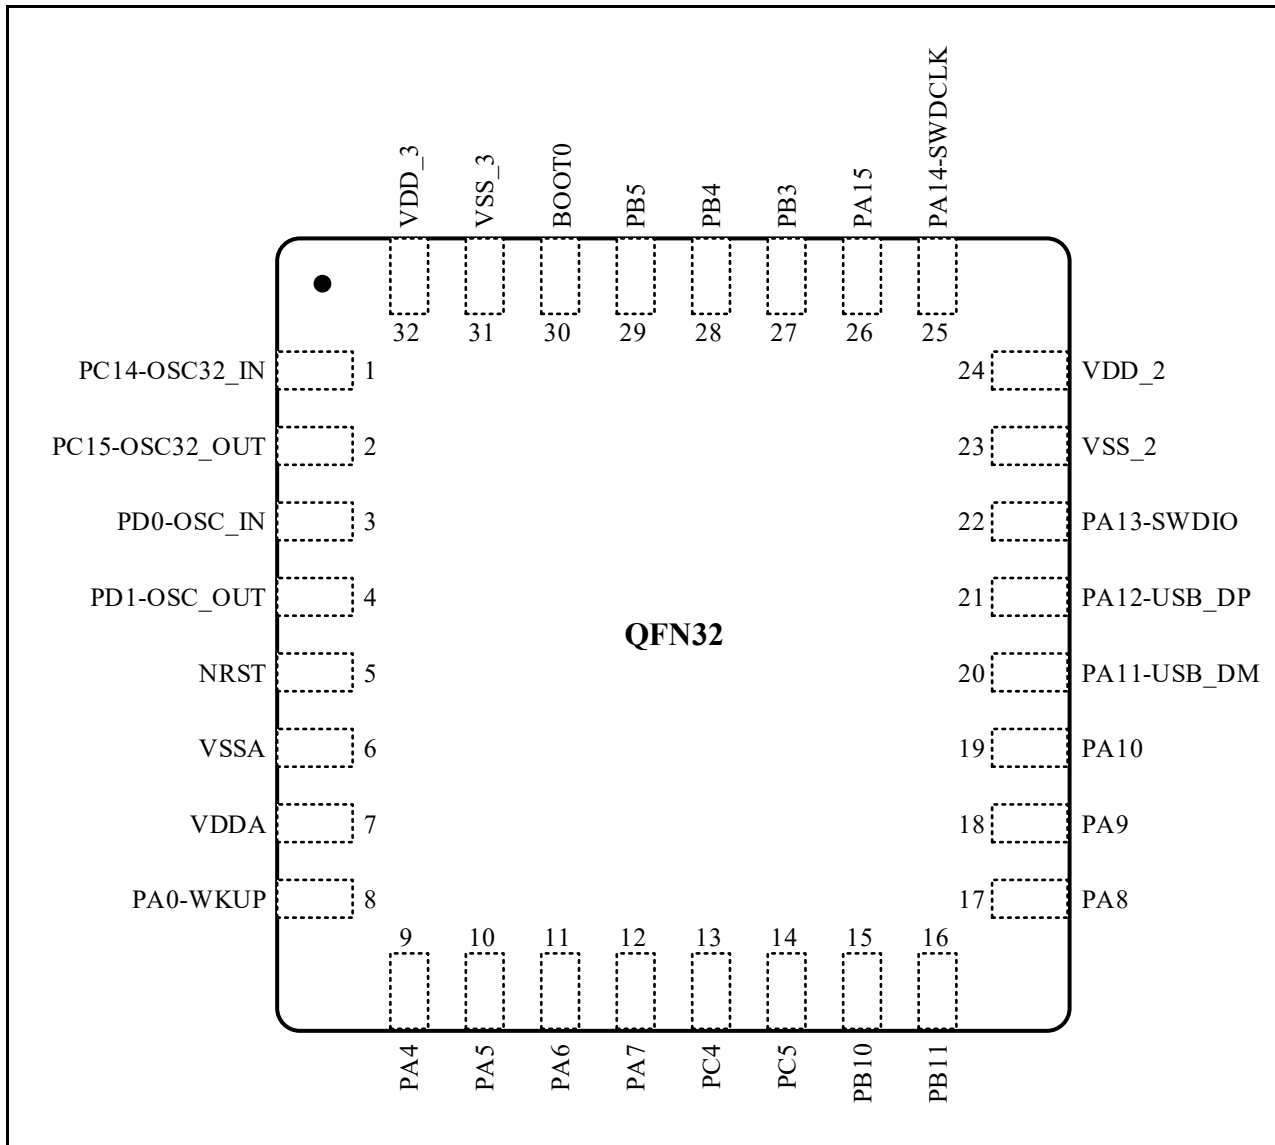 VDD_3
VSS_3
BOOT0
PB5
PB4
PB3
PA15
PA14-SWDCLK
32
31
30
29
28
27
26
25
PC14-OSC32_IN 1
24 VDD_2
PC15-OSC32_OUT 2
23 VSS_2
PD0-OSC_IN 3
22 PA13-SWDIO
PD1-OSC_OUT 4
21 PA12-USB_DP
QFN32
NRST 5
20 PA11-USB_DM
VSSA 6
19 PA10
VDDA 7
18 PA9
PA0-WKUP 8
17 PA8
9
10
11
12
13
14
15
16
PA4
PA5
PA6
PA7
PC4
PC5
PB10
PB11